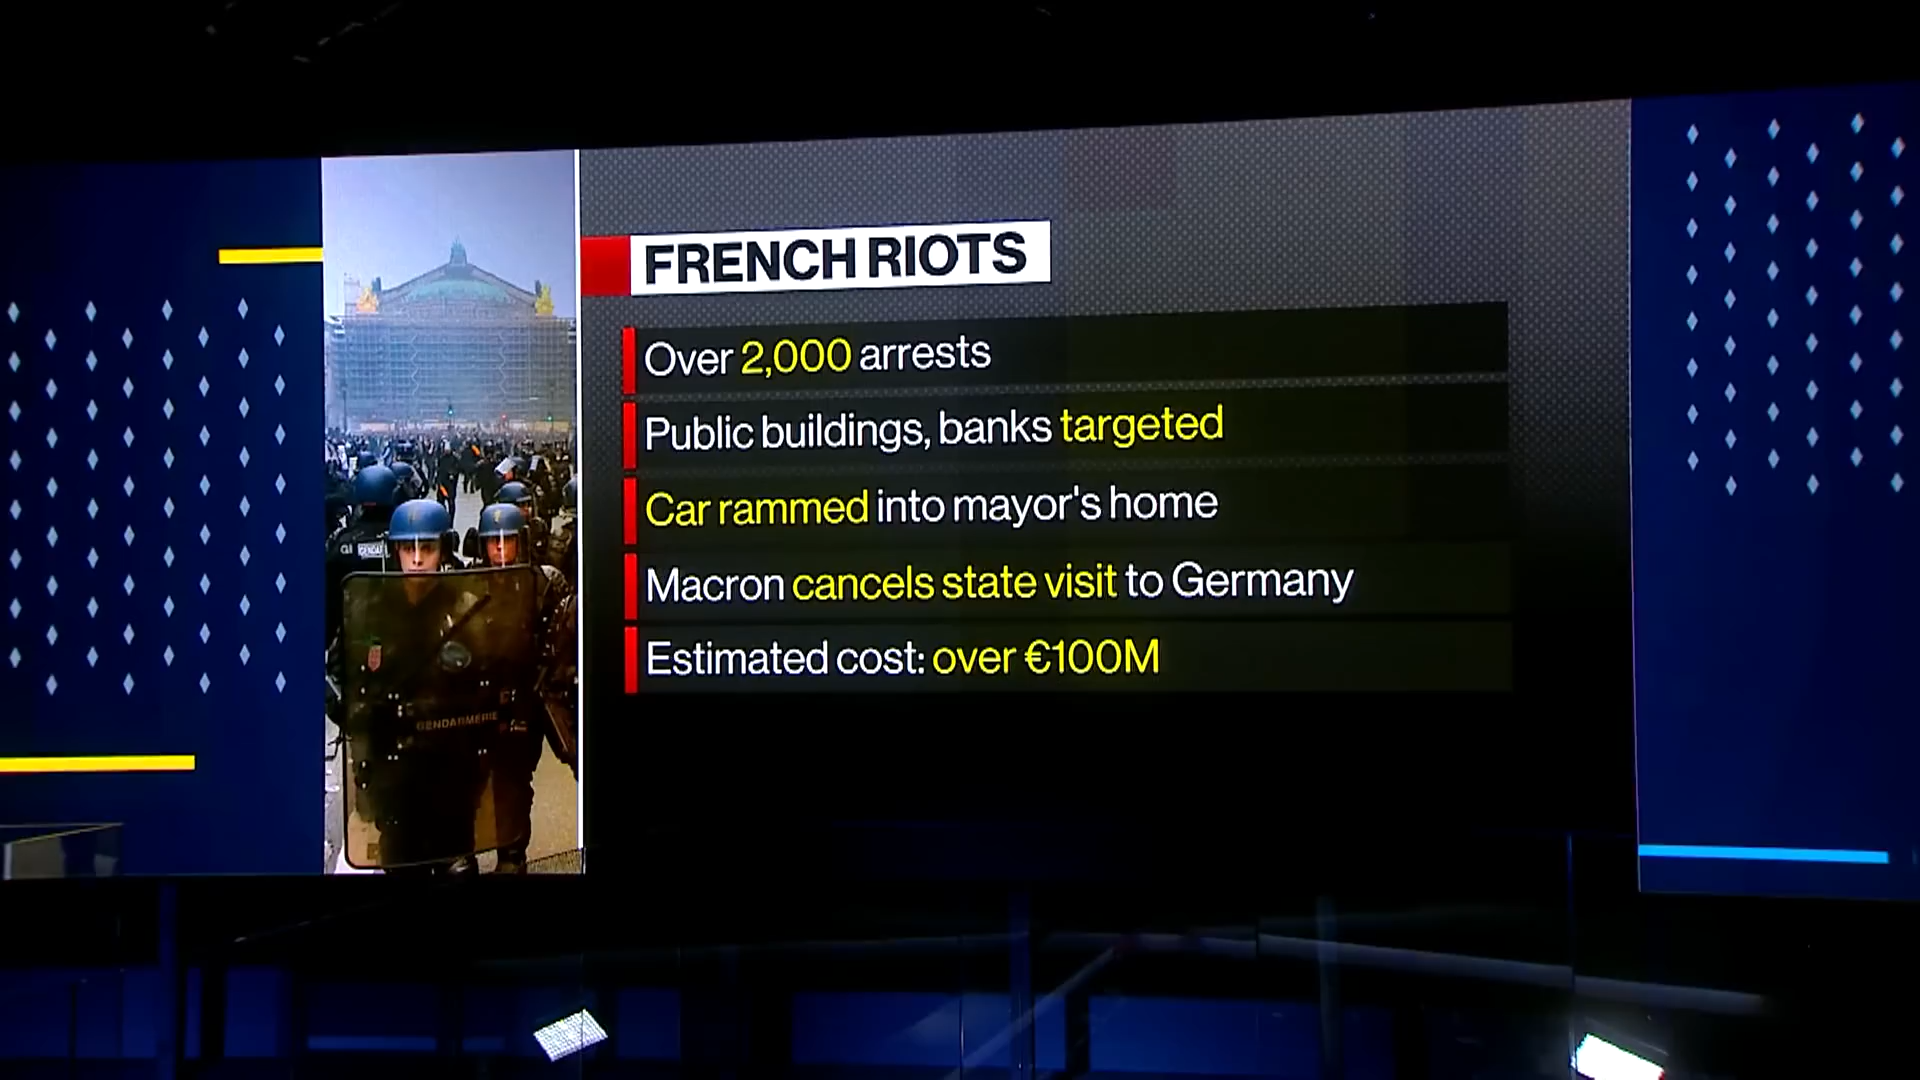 FRENCH RIOTS
Over 2,000 arrests
Public buildings, banks targeted
Car rammed into mayor's home
Macron cancels state visit to Germany
Estimated cost: over €100M
GENDARMERIE